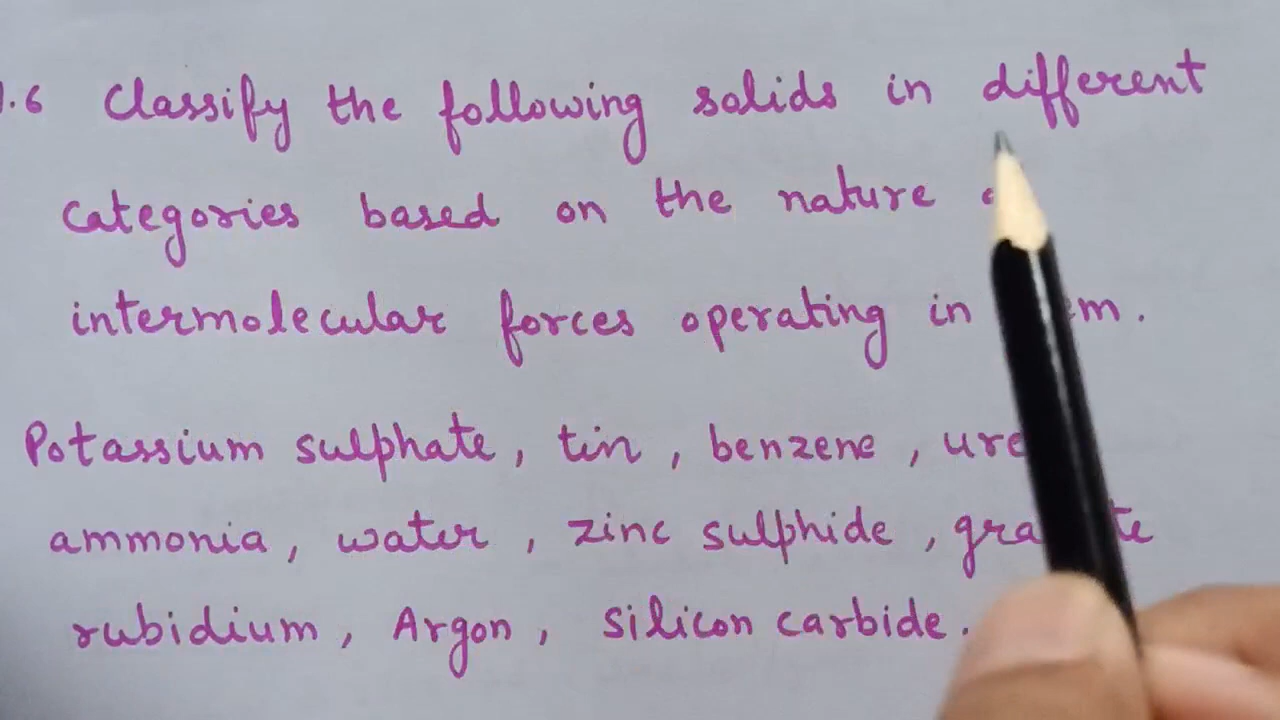 .6 Classify the following solids in different
categories based on the nature
intermolecular forces operating in
Potassium sulphate, tin, benzene,
ammonia, water, zinc sulphide,
rubidium, Argon, silicon carbide.